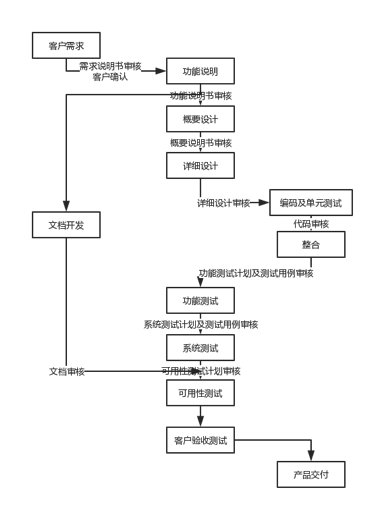 客户需求
需求说明书审核
客户确认
功能说明
功能说明书审核
概要设计
概要说明书审核
详细设计
详细设计审核
编码及单元测试
代码审核
文档开发
整合
功能测试计划及测试用例审核
功能测试
系统测试计划及测试用例审核
系统测试
文档审核
可用性测试计划审核
可用性测试
客户验收测试
产品交付